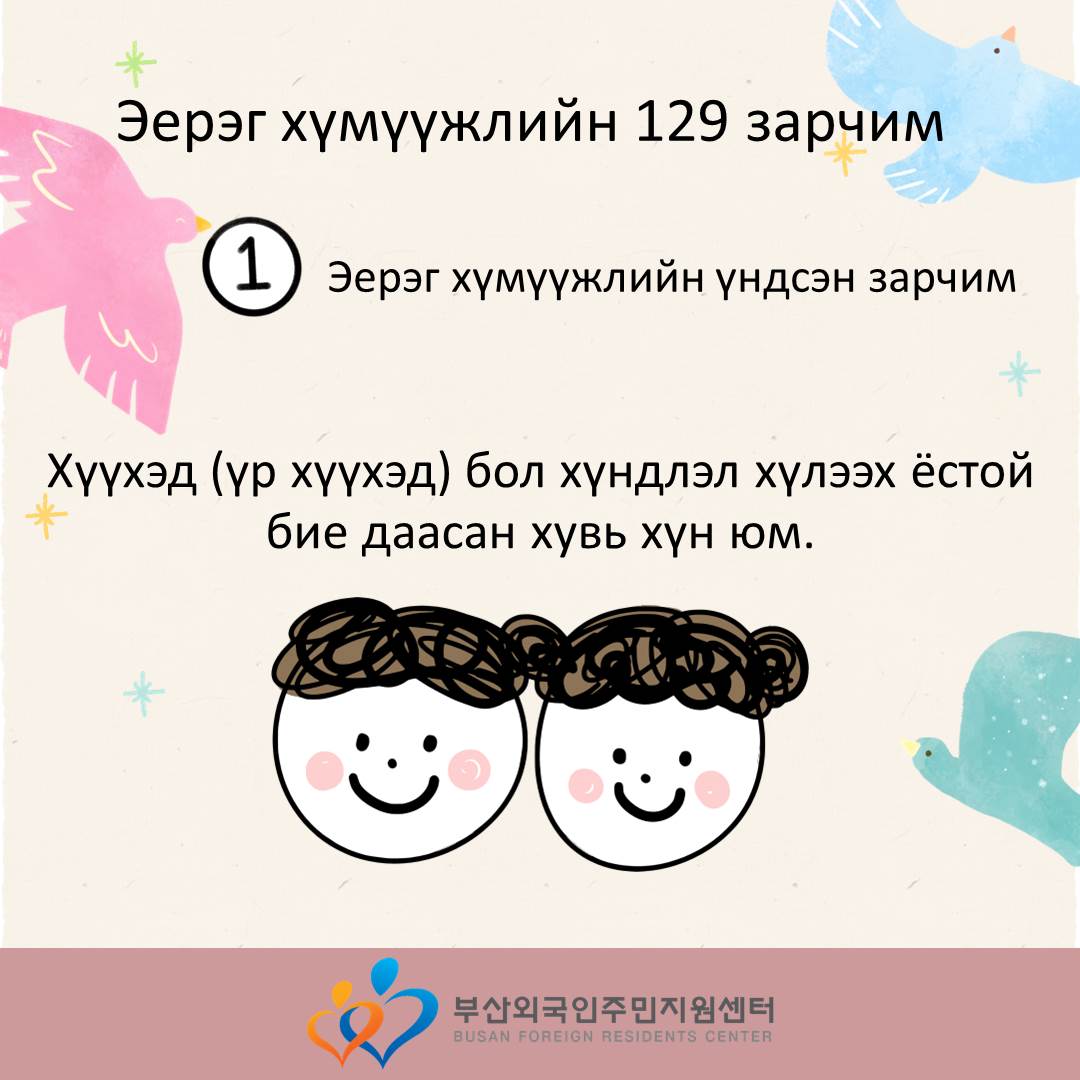 Эерэг хүмүүжлийн 129 зарчим
1
Эерэг хүмүүжлийн үндсэн зарчим
Хүүхэд (үр хүүхэд) бол хүндлэл хүлээх ёстой
бие даасан хувь хүн юм.
부산외국인주민지원센터
BUSAN FOREIGN RESIDENTS CENTER